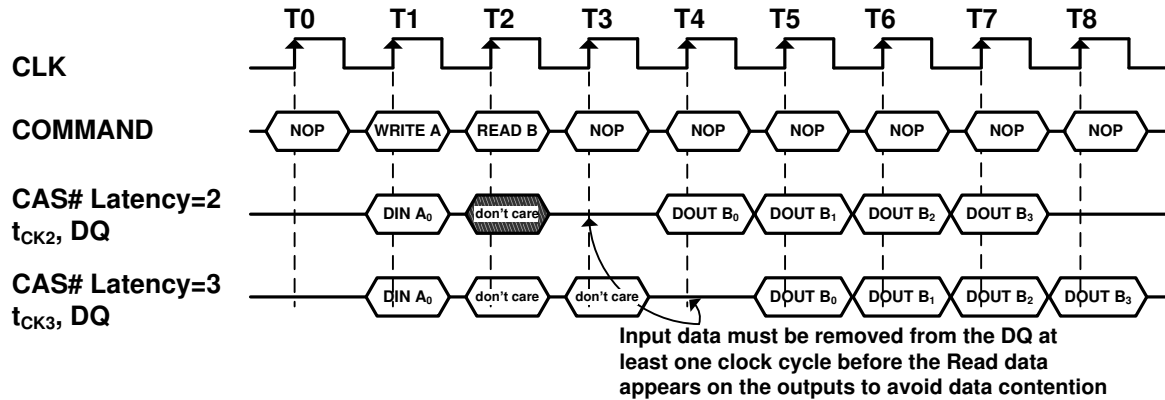 T0 T1 T2 T3 T4 T5 T6 T7 T8
CLK
COMMAND NOP WRITE A READ B NOP NOP NOP NOP NOP NOP
CAS# Latency=2
tCK2, DQ DIN A0 don't care DOUT B0 DOUT B1 DOUT B2 DOUT B3
CAS# Latency=3
tCK3, DQ DIN A0 don't care don't care DOUT B0 DOUT B1 DOUT B2 DOUT B3
Input data must be removed from the DQ at
least one clock cycle before the Read data
appears on the outputs to avoid data contention